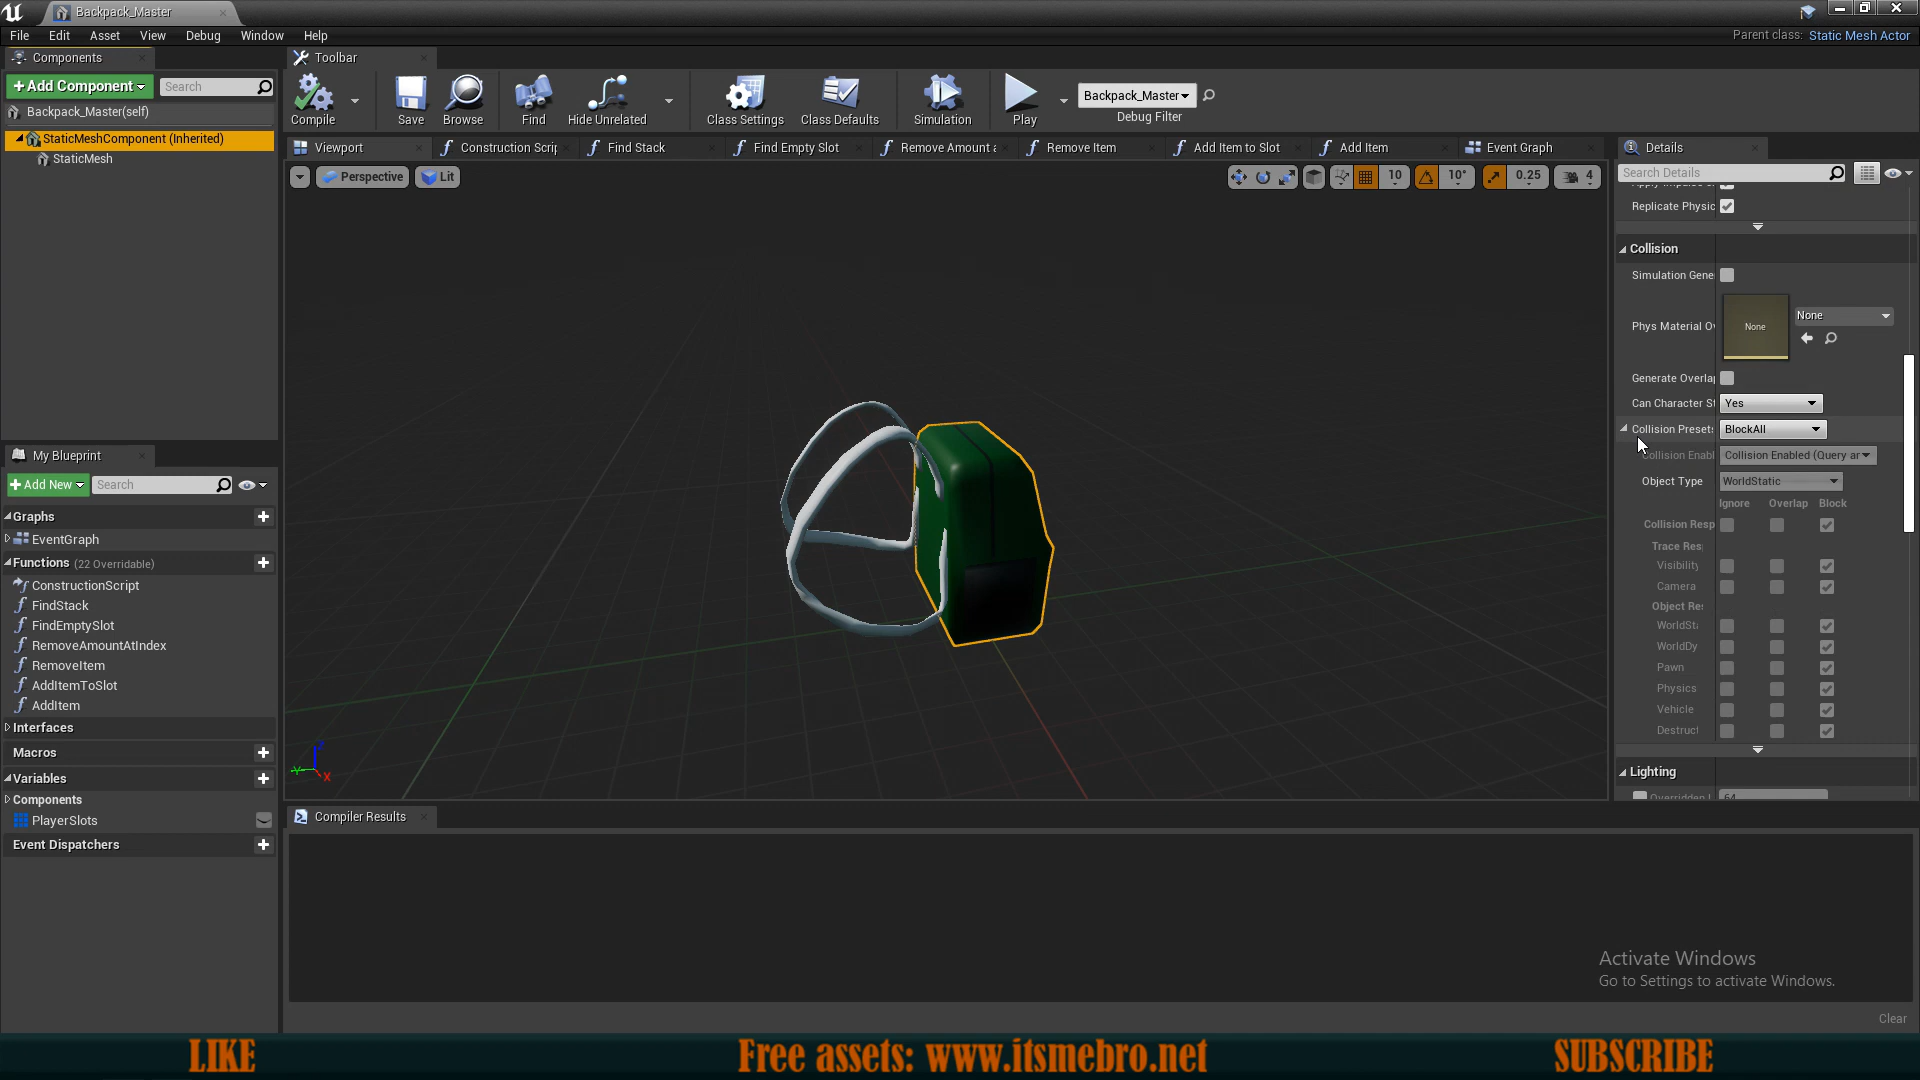 Backpack_Master
File Edit Asset View Debug Window Help
Parent class: Static Mesh Actor
Components
Toolbar
+Add Component
Search
Backpack_Master(self)
StaticMeshComponent (Inherited)
StaticMesh
Compile
Save
Browse
Find
Hide Unrelated
Class Settings
Class Defaults
Simulation
Play
Backpack_Master
Debug Filter
Viewport
Construction Scrip
Find Stack
Find Empty Slot
Remove Amount a
Remove Item
Add Item to Slot
Add Item
Event Graph
Perspective
Lit
10
10°
0.25
4
Details
Search Details
Replicate Physic
Collision
Simulation Gene
Phys Material O
None
None
Generate Overla
Can Character S
Yes
Collision Preset
BlockAll
Collision Enabl
Collision Enabled (Query ar
Object Type
WorldStatic
Ignore Overlap Block
Collision Resp
Trace Res
Visibility
Camera
Object Re
WorldSt
WorldDy
Pawn
Physics
Vehicle
Destruct
Lighting
64
My Blueprint
+Add New
Search
Graphs
EventGraph
Functions (22 Overridable)
ConstructionScript
FindStack
FindEmptySlot
RemoveAmountAtIndex
RemoveItem
AddItemToSlot
AddItem
Interfaces
Macros
Variables
Components
PlayerSlots
Event Dispatchers
Z
Y
X
Compiler Results
Activate Windows
Go to Settings to activate Windows.
Clear
LIKE
Free assets: www.itsmebro.net
SUBSCRIBE